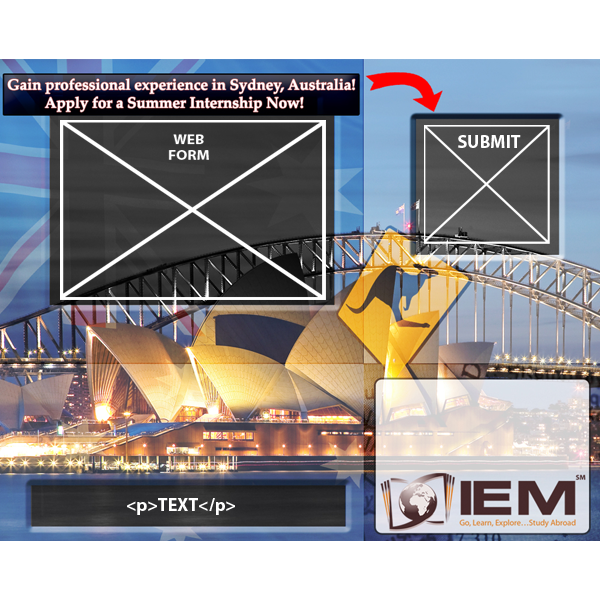 Gain professional experience in Sydney, Australia!
Apply for a Summer Internship Now!
WEB
FORM
SUBMIT
<p>TEXT</p>
IEM SM
Go, Learn, Explore...Study Abroad